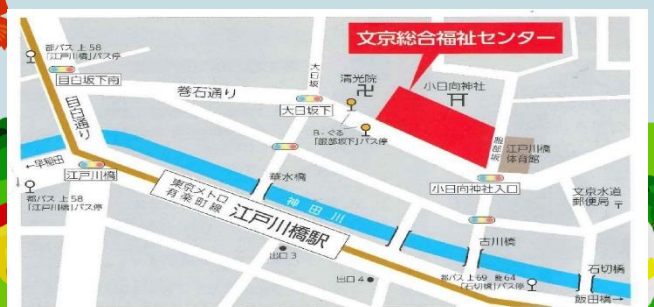 文京総合福祉センター
都バス 上58
「江戸川橋」バス停
目白坂下南
目白通り
巻石通り
大日坂
大日坂下
清光院
小日向神社
B-ぐる
「服部坂下」バス停
服部坂
江戸川橋
体育館
←早稲田
江戸川橋
華水橋
小日向神社入口
文京水道
郵便局
都バス 上58
「江戸川橋」バス停
東京メトロ
有楽町線
江戸川橋駅
神田川
古川橋
出口3
出口4
都バス 上69 飯64
「石切橋」バス停
石切橋
飯田橋→